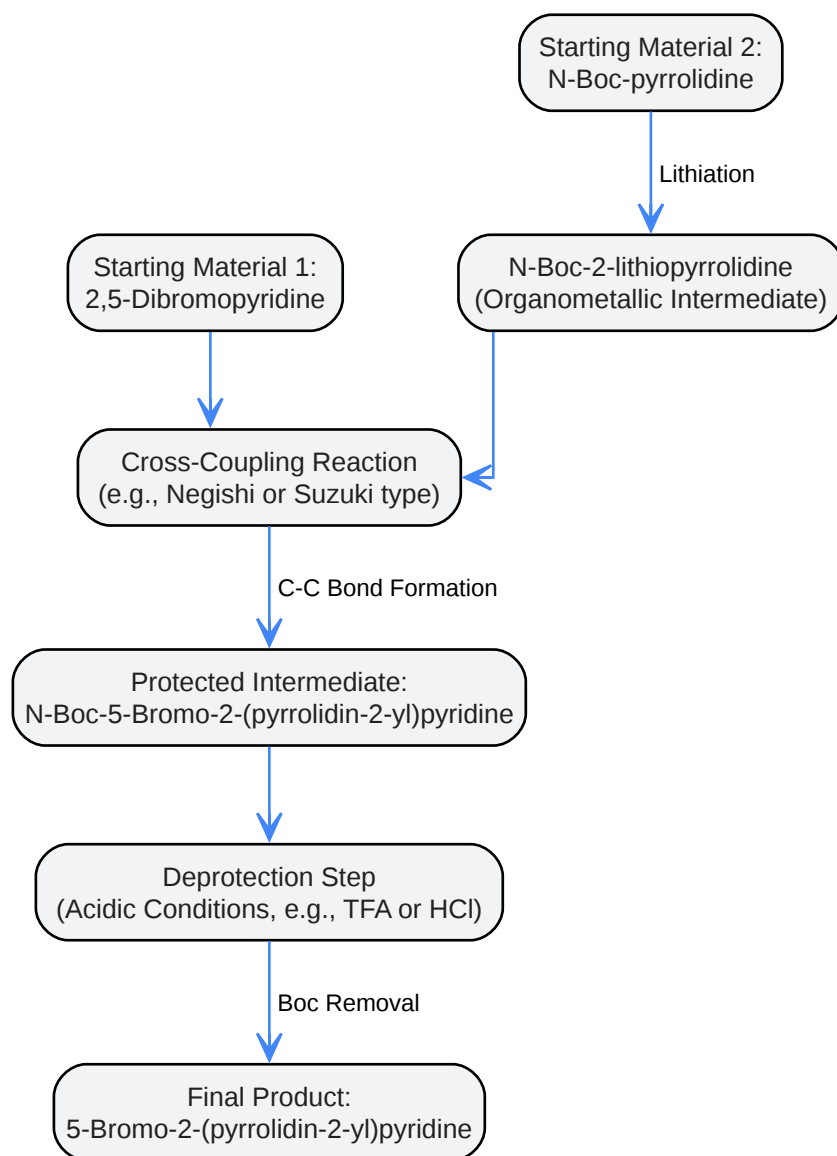 Starting Material 2:
N-Boc-pyrrolidine
Lithiation
Starting Material 1:
2,5-Dibromopyridine
N-Boc-2-lithiopyrrolidine
(Organometallic Intermediate)
Cross-Coupling Reaction
(e.g., Negishi or Suzuki type)
C-C Bond Formation
Protected Intermediate:
N-Boc-5-Bromo-2-(pyrrolidin-2-yl)pyridine
Deprotection Step
(Acidic Conditions, e.g., TFA or HCl)
Boc Removal
Final Product:
5-Bromo-2-(pyrrolidin-2-yl)pyridine